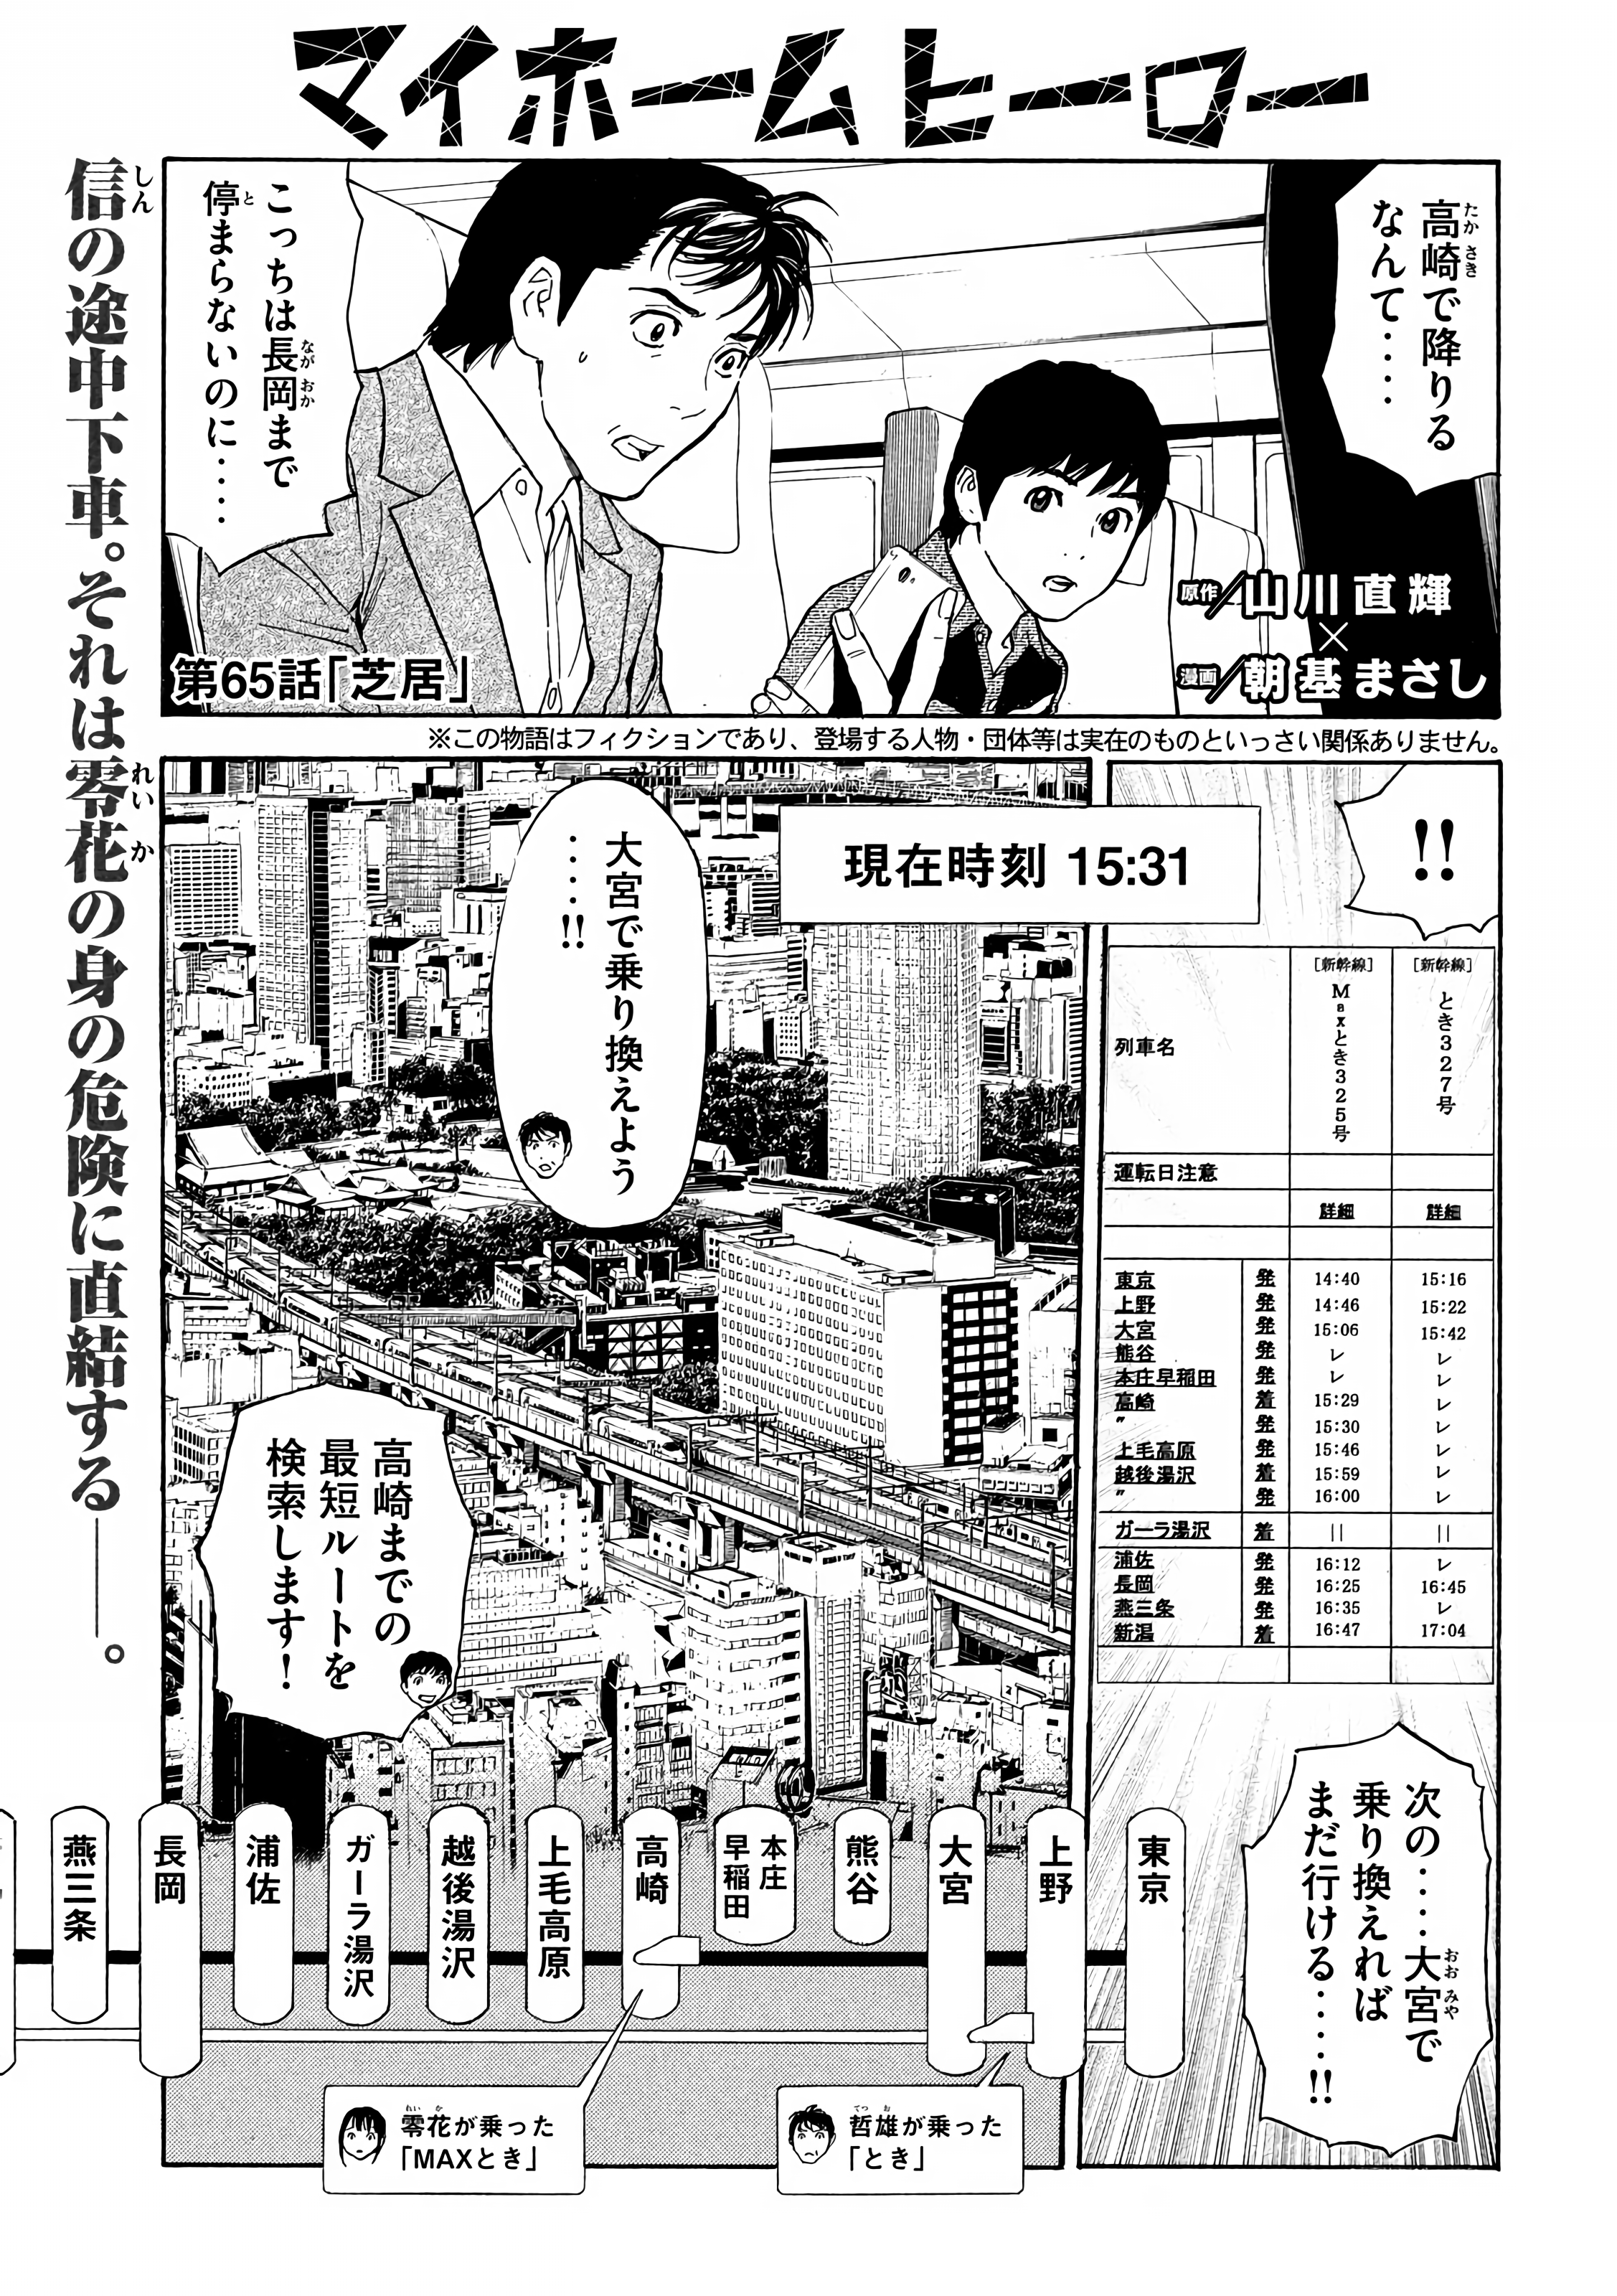 マイホームヒーロー
高崎で降りる
なんて‥‥
こっちは長岡まで
停まらないのに‥‥
原作／山川直輝
×
漫画／朝基まさし
第65話「芝居」
信の途中下車。それは零花の身の危険に直結する――。
※この物語はフィクションであり、登場する人物・団体等は実在のものといっさい関係ありません。
!!
列車名 [新幹線] Maxとき325号 [新幹線] とき327号
運転日注意
詳細 詳細
東京 発 14:40 15:16
上野 発 14:46 15:22
大宮 発 15:06 15:42
熊谷 発 レ レ
本庄早稲田 発 レ レ
高崎 着 15:29 レ
〃 発 15:30 レ
上毛高原 発 15:46 レ
越後湯沢 着 15:59 レ
〃 発 16:00 レ
ガーラ湯沢 着 || ||
浦佐 発 16:12 レ
長岡 発 16:25 16:45
燕三条 発 16:35 レ
新潟 着 16:47 17:04
次の‥‥大宮で
乗り換えれば
まだ行ける‥‥!!
現在時刻 15:31
大宮で乗り換えよう
‥‥!!
高崎までの
最短ルートを
検索します！
東京
上野
大宮
熊谷
本庄
早稲田
高崎
上毛高原
越後湯沢
ガーラ湯沢
浦佐
長岡
燕三条
哲雄が乗った
「とき」
零花が乗った
「MAXとき」